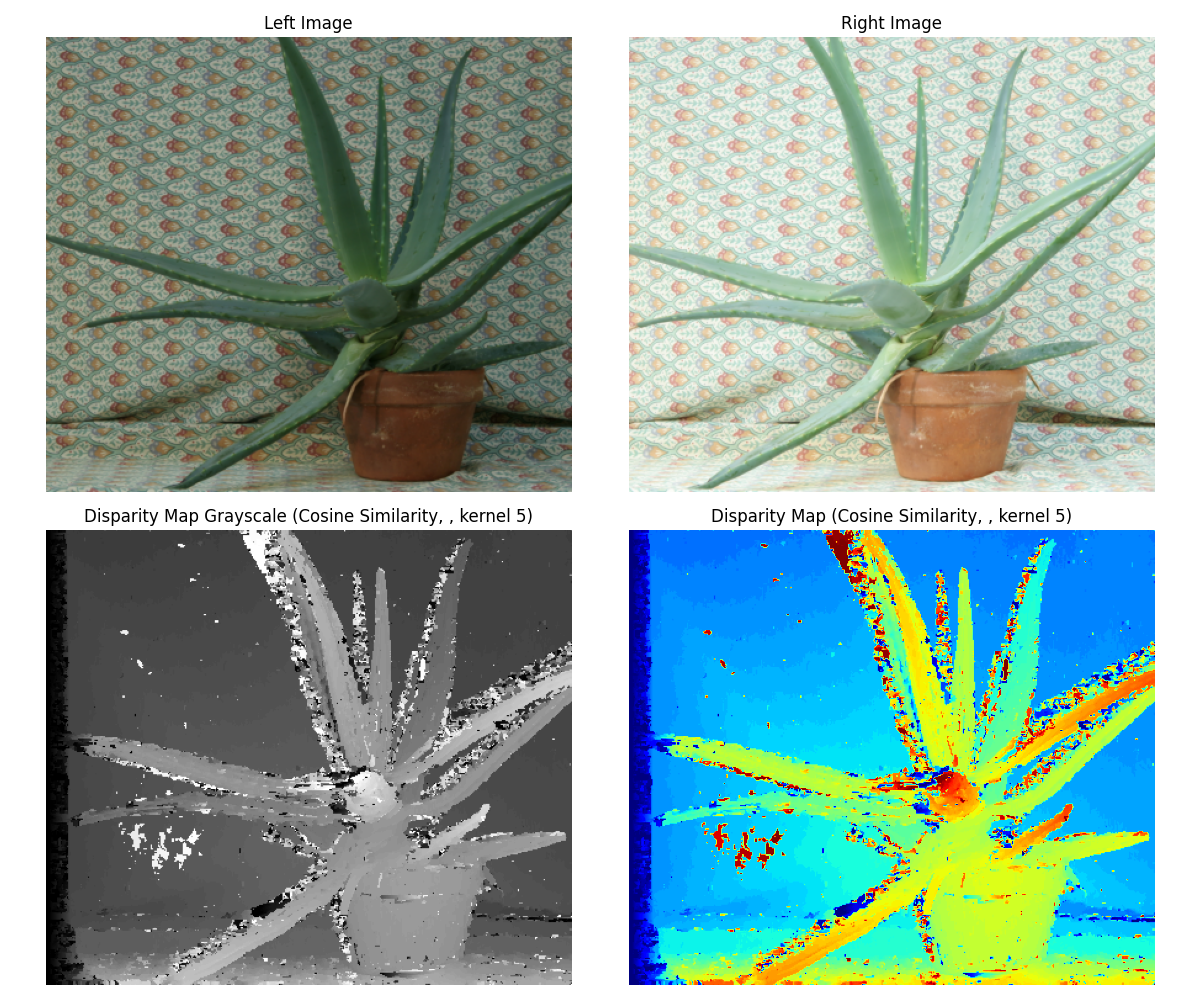 Left Image
Right Image
Disparity Map Grayscale (Cosine Similarity, , kernel 5)
Disparity Map (Cosine Similarity, , kernel 5)